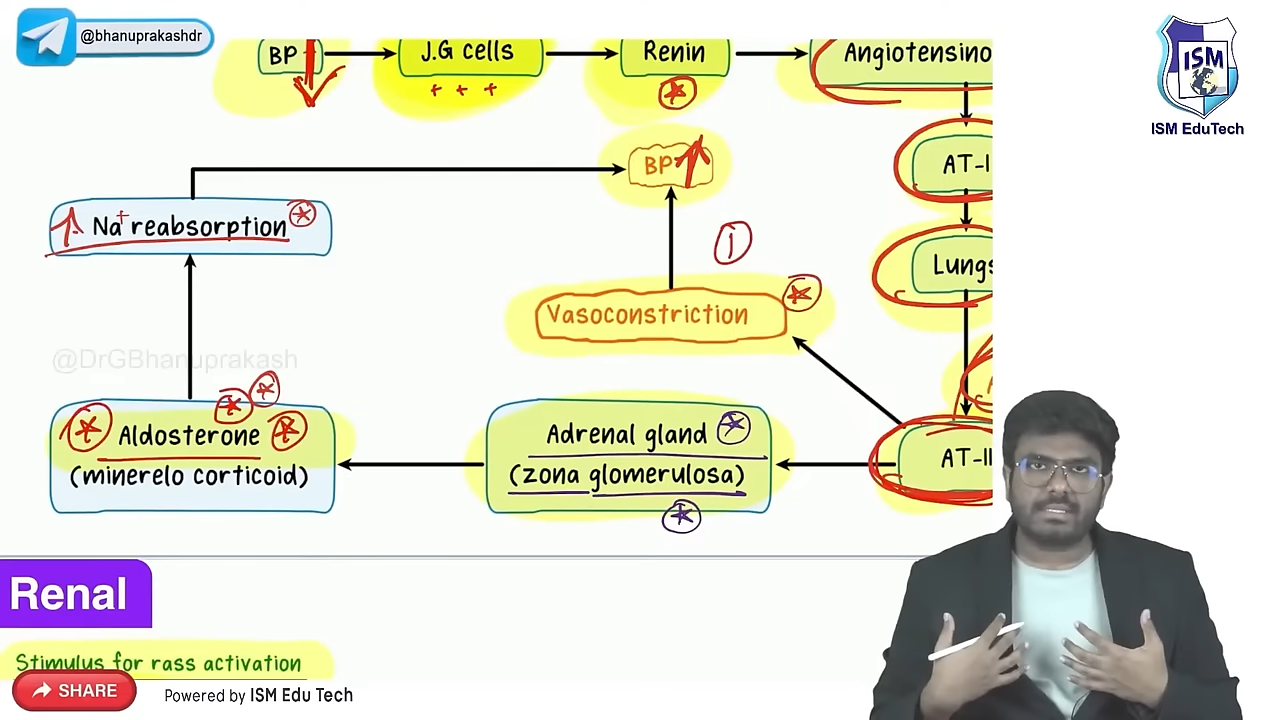 @bhanuprakashdr
BP
J.G cells
Renin
Angiotensino
+ + +
ISM
ISM EduTech
BP
AT-I
Na+ reabsorption
1
Lungs
Vasoconstriction
@DrGBhanuprakash
Aldosterone
(minerelo corticoid)
Adrenal gland
(zona glomerulosa)
AT-II
Renal
Stimulus for rass activation
SHARE
Powered by ISM Edu Tech